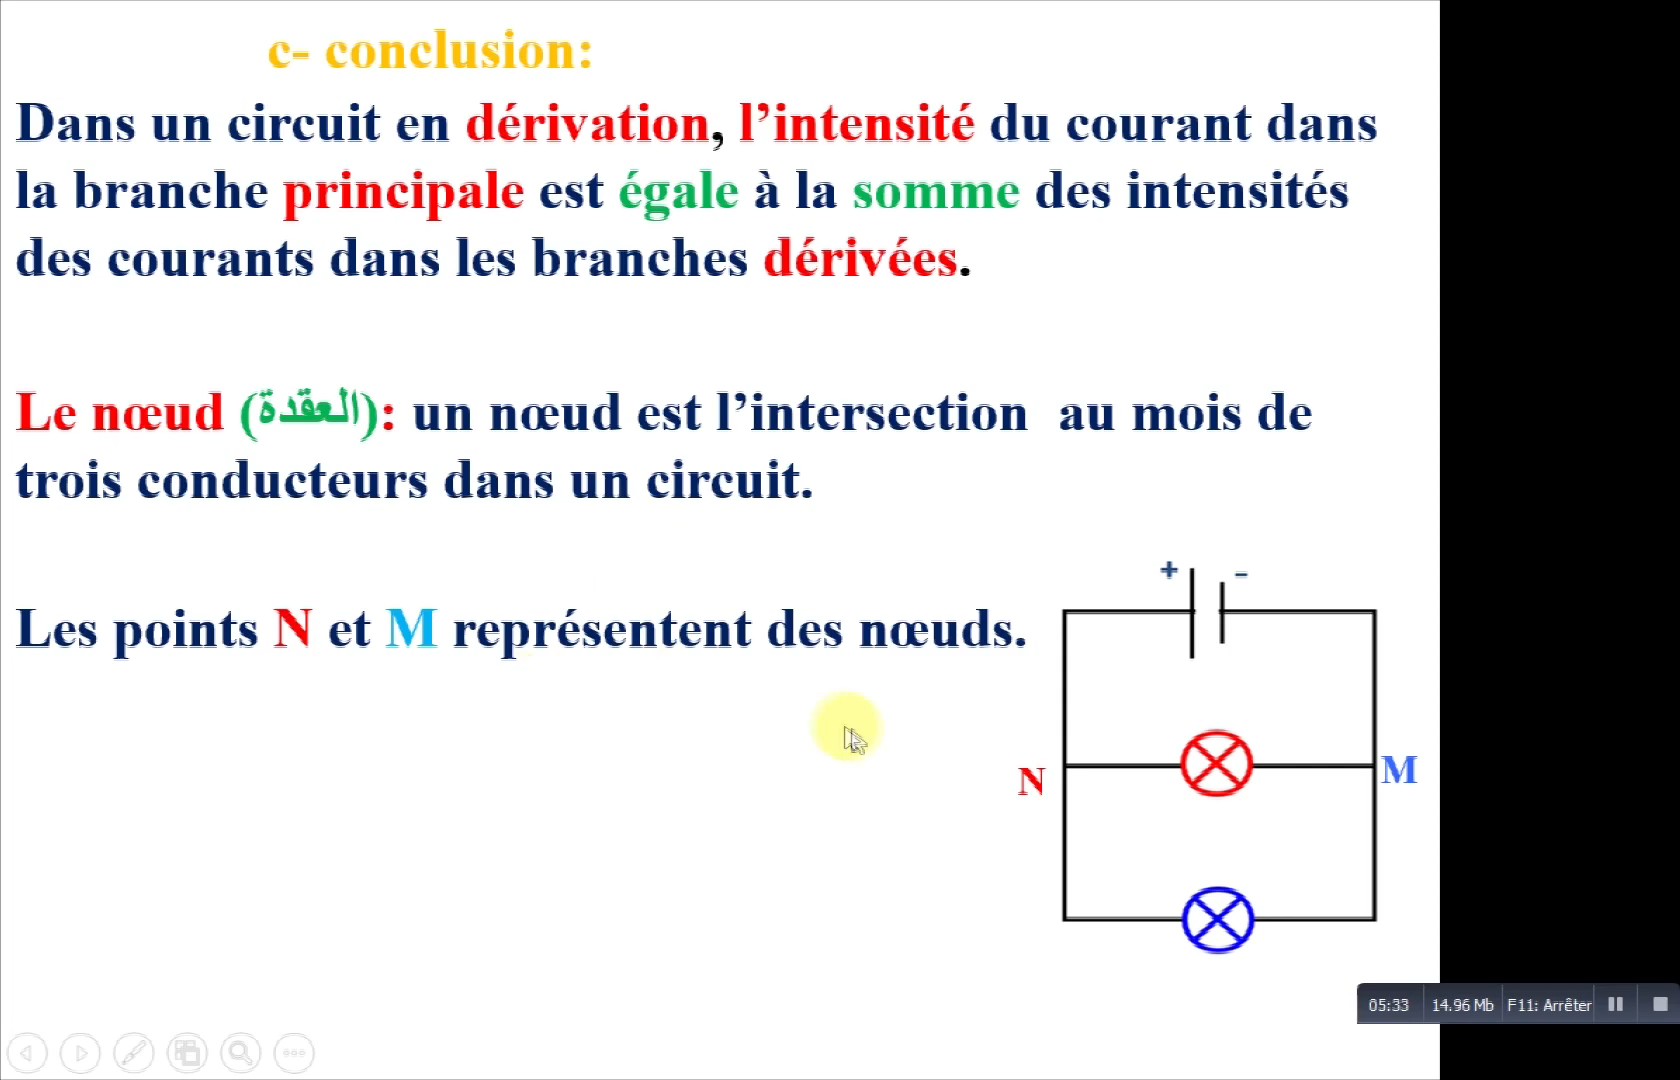 c- conclusion:
Dans un circuit en dérivation, l’intensité du courant dans
la branche principale est égale à la somme des intensités
des courants dans les branches dérivées.
Le nœud (العقدة): un nœud est l’intersection au mois de
trois conducteurs dans un circuit.
Les points N et M représentent des nœuds.
+ -
N
M
05:33 14.96 Mb F11: Arrêter